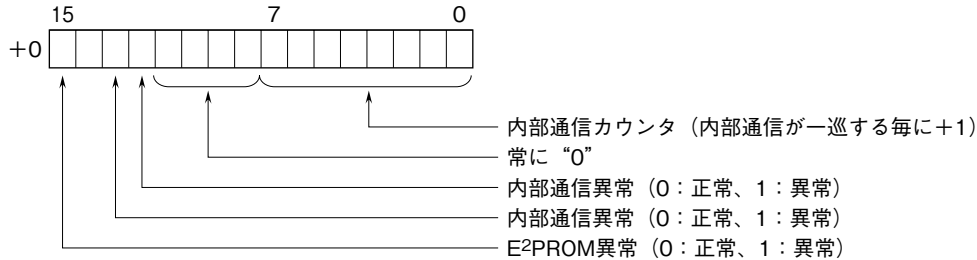 15 7 0
+0
内部通信カウンタ（内部通信が一巡する毎に＋1）
常に“0”
内部通信異常（0：正常、1：異常）
内部通信異常（0：正常、1：異常）
E²PROM異常（0：正常、1：異常）